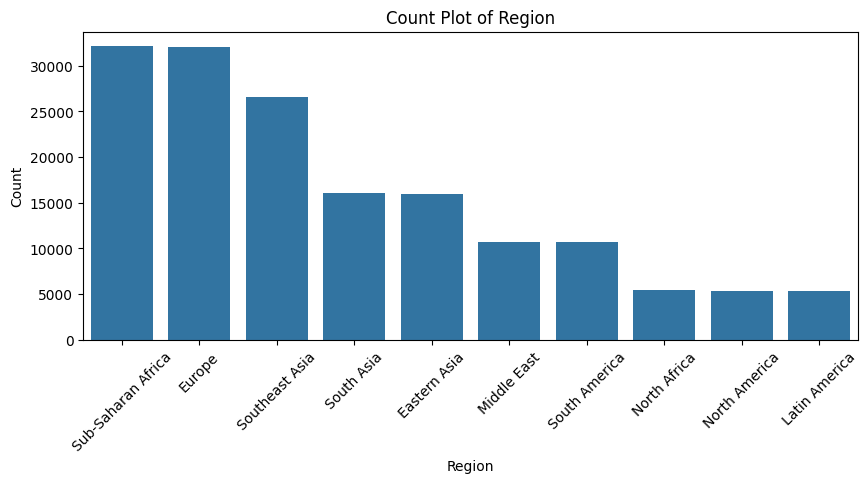 Count Plot of Region
Count
30000
25000
20000
15000
10000
5000
0
Sub-Saharan Africa
Europe
Southeast Asia
South Asia
Eastern Asia
Middle East
South America
North Africa
North America
Latin America
Region